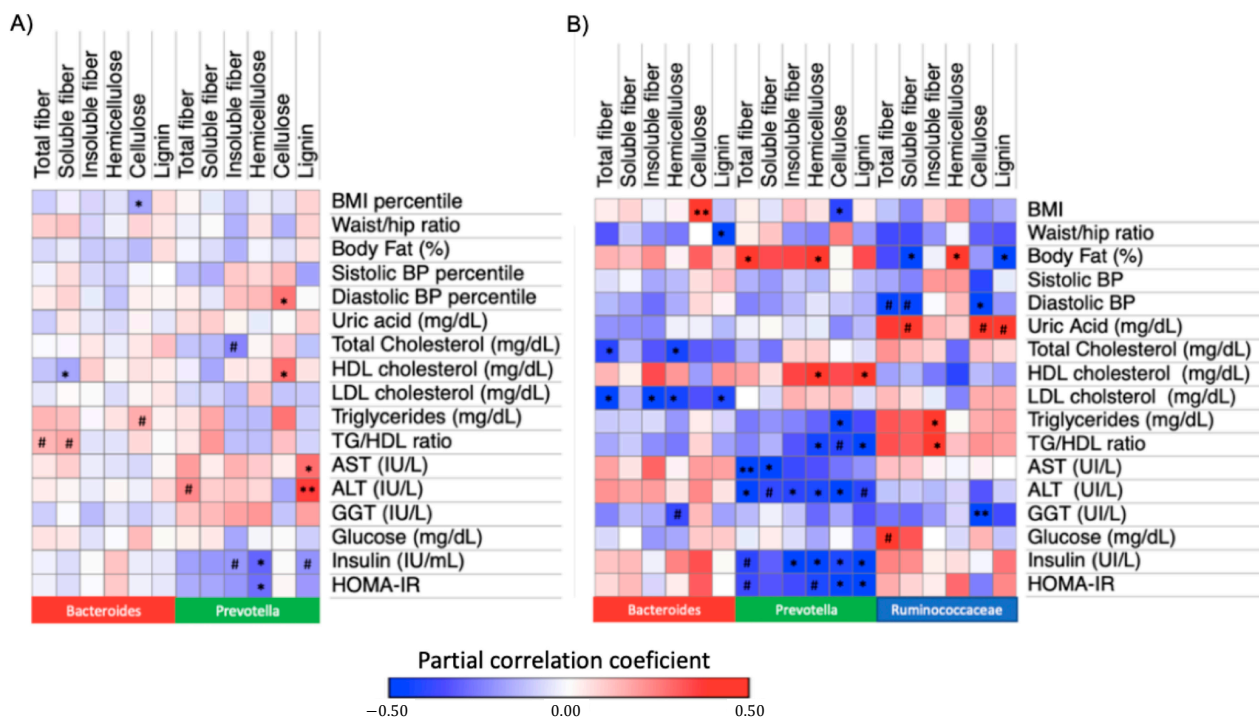 A)
B)
Total fiber
Soluble fiber
Insoluble fiber
Hemicellulose
Cellulose
Lignin
Total fiber
Soluble fiber
Insoluble fiber
Hemicellulose
Cellulose
Lignin
BMI percentile
Waist/hip ratio
Body Fat (%)
Sistolic BP percentile
Diastolic BP percentile
*
Uric acid (mg/dL)
Total Cholesterol (mg/dL)
#
HDL cholesterol (mg/dL)
* *
LDL cholesterol (mg/dL)
Triglycerides (mg/dL)
#
TG/HDL ratio
# #
AST (IU/L)
*
ALT (IU/L)
# **
GGT (IU/L)
Glucose (mg/dL)
Insulin (IU/mL)
# * #
HOMA-IR
*
Bacteroides
Prevotella
Total fiber
Soluble fiber
Insoluble fiber
Hemicellulose
Cellulose
Lignin
Total fiber
Soluble fiber
Insoluble fiber
Hemicellulose
Cellulose
Lignin
Total fiber
Soluble fiber
Insoluble fiber
Hemicellulose
Cellulose
Lignin
BMI
** *
Waist/hip ratio
*
Body Fat (%)
* * * * *
Sistolic BP
Diastolic BP
# # *
Uric Acid (mg/dL)
# # #
Total Cholesterol (mg/dL)
* *
HDL cholesterol (mg/dL)
* *
LDL cholsterol (mg/dL)
* * * *
Triglycerides (mg/dL)
* *
TG/HDL ratio
* # * *
AST (UI/L)
** *
ALT (UI/L)
* # * * * #
GGT (UI/L)
# **
Glucose (mg/dL)
#
Insulin (UI/L)
# * * * *
HOMA-IR
# # * *
Bacteroides
Prevotella
Ruminococcaceae
Partial correlation coeficient
−0.50
0.00
0.50